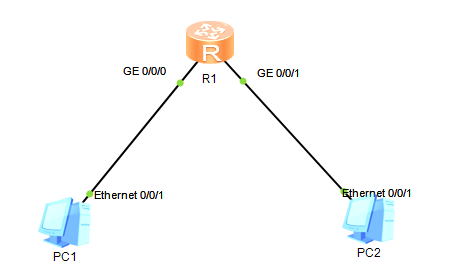 R
R1
GE 0/0/0
GE 0/0/1
Ethernet 0/0/1
Ethernet 0/0/1
PC1
PC2